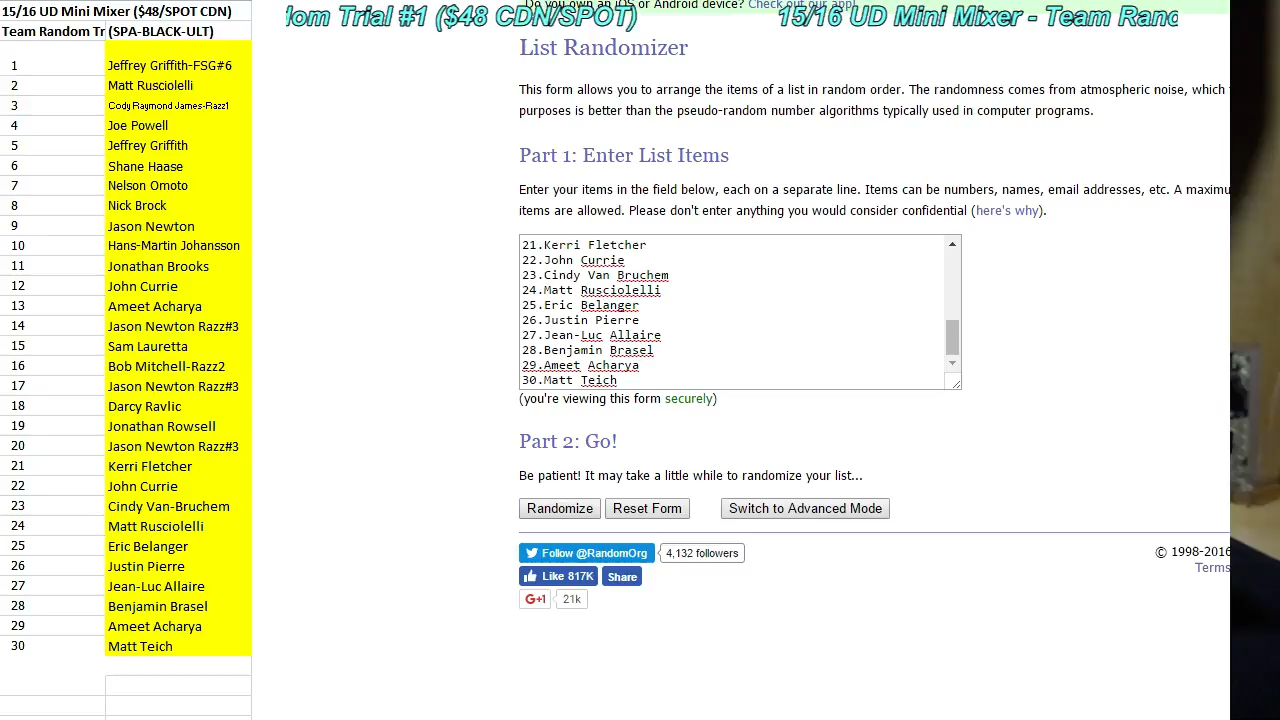 15/16 UD Mini Mixer ($48/SPOT CDN)
Team Random Tr (SPA-BLACK-ULT)
1 Jeffrey Griffith-FSG#6
2 Matt Rusciolelli
3 Cody Raymond James-Razz1
4 Joe Powell
5 Jeffrey Griffith
6 Shane Haase
7 Nelson Omoto
8 Nick Brock
9 Jason Newton
10 Hans-Martin Johansson
11 Jonathan Brooks
12 John Currie
13 Ameet Acharya
14 Jason Newton Razz#3
15 Sam Lauretta
16 Bob Mitchell-Razz2
17 Jason Newton Razz#3
18 Darcy Ravlic
19 Jonathan Rowsell
20 Jason Newton Razz#3
21 Kerri Fletcher
22 John Currie
23 Cindy Van-Bruchem
24 Matt Rusciolelli
25 Eric Belanger
26 Justin Pierre
27 Jean-Luc Allaire
28 Benjamin Brasel
29 Ameet Acharya
30 Matt Teich
Do you own an iOS or Android device? Check out our app!
dom Trial #1 ($48 CDN/SPOT) 15/16 UD Mini Mixer - Team Ranc
List Randomizer
This form allows you to arrange the items of a list in random order. The randomness comes from atmospheric noise, which
purposes is better than the pseudo-random number algorithms typically used in computer programs.
Part 1: Enter List Items
Enter your items in the field below, each on a separate line. Items can be numbers, names, email addresses, etc. A maximu
items are allowed. Please don't enter anything you would consider confidential (here's why).
21.Kerri Fletcher
22.John Currie
23.Cindy Van Bruchem
24.Matt Rusciolelli
25.Eric Belanger
26.Justin Pierre
27.Jean-Luc Allaire
28.Benjamin Brasel
29.Ameet Acharya
30.Matt Teich
(you're viewing this form securely)
Part 2: Go!
Be patient! It may take a little while to randomize your list...
Randomize Reset Form Switch to Advanced Mode
Follow @RandomOrg 4,132 followers
Like 817K Share
G+1 21k
© 1998-2016
Terms